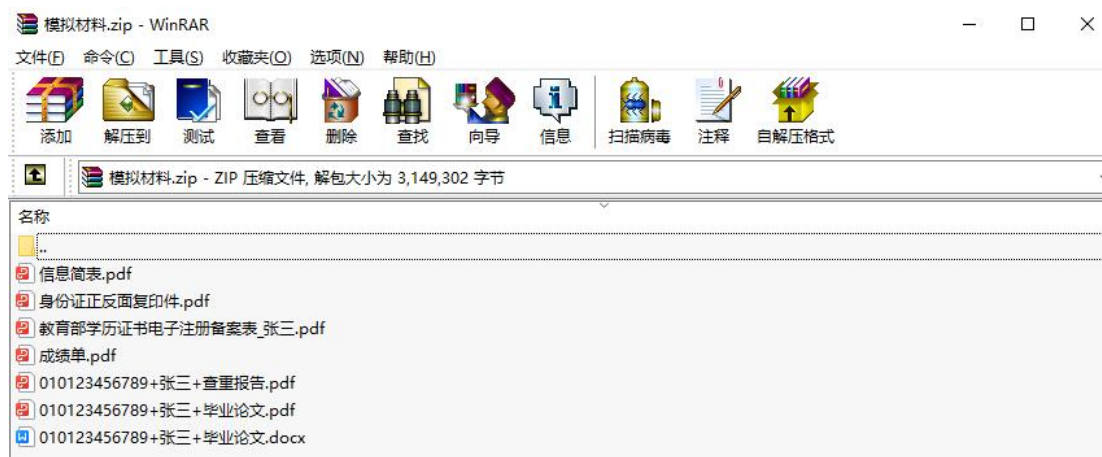 模拟材料.zip - WinRAR
文件(F) 命令(C) 工具(S) 收藏夹(O) 选项(N) 帮助(H)
添加 解压到 测试 查看 删除 查找 向导 信息 扫描病毒 注释 自解压格式
模拟材料.zip - ZIP 压缩文件, 解包大小为 3,149,302 字节
名称
..
信息简表.pdf
身份证正反面复印件.pdf
教育部学历证书电子注册备案表_张三.pdf
成绩单.pdf
010123456789+张三+查重报告.pdf
010123456789+张三+毕业论文.pdf
010123456789+张三+毕业论文.docx